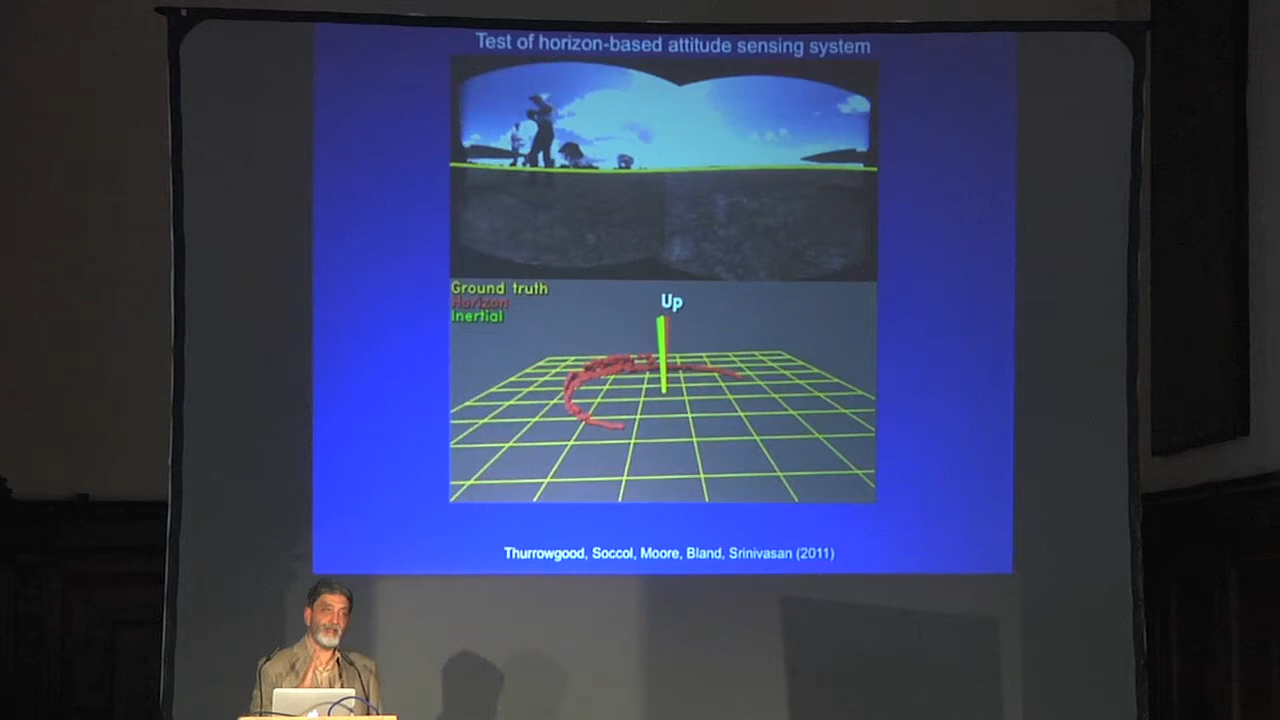 Test of horizon-based attitude sensing system
Ground truth
Horizon
Inertial
Up
Thurrowgood, Soccol, Moore, Bland, Srinivasan (2011)